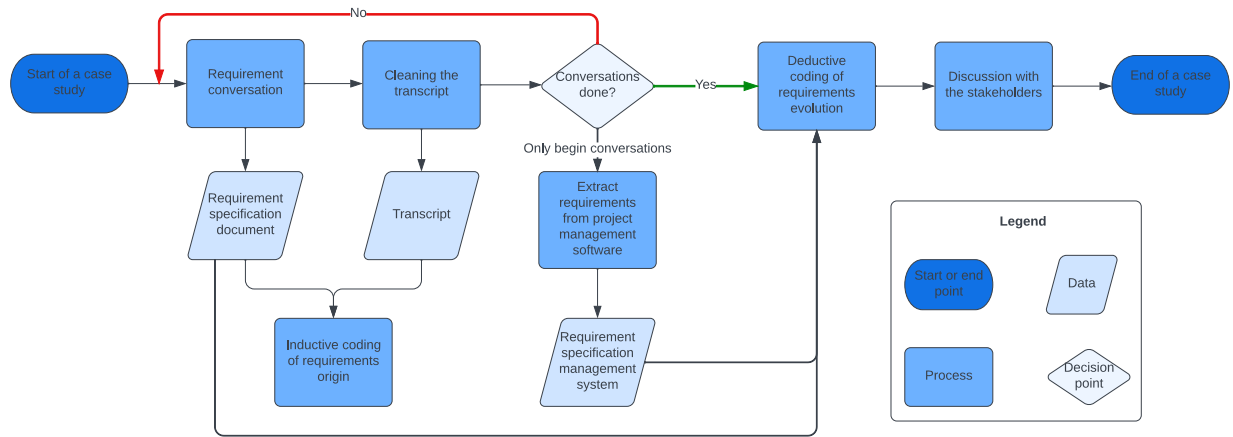 No
Start of a case
study
Requirement
conversation
Cleaning the
transcript
Conversations
done?
Yes
Deductive
coding of
requirements
evolution
Discussion with
the stakeholders
End of a case
study
Only begin conversations
Requirement
specification
document
Transcript
Extract
requirements
from project
management
software
Inductive coding
of requirements
origin
Requirement
specification
management
system
Legend
Start or end
point
Data
Process
Decision
point